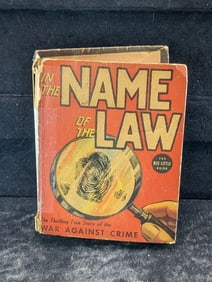 IN
THE
NAME
OF
THE
LAW
THE
BIG LITTLE
BOOK
The Thrilling True Story of the
WAR AGAINST CRIME